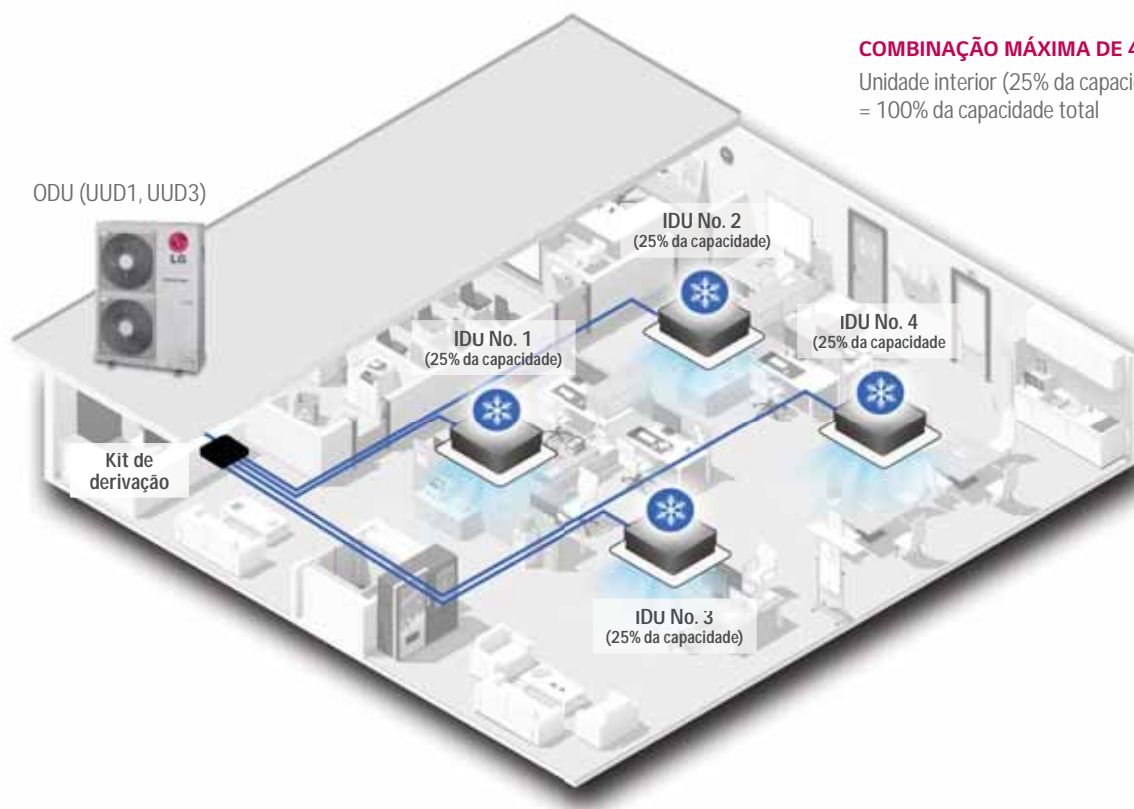 COMBINAÇÃO MÁXIMA DE 4
Unidade interior (25% da capaci
= 100% da capacidade total
ODU (UUD1, UUD3)
LG
IDU No. 2
(25% da capacidade)
IDU No. 1
(25% da capacidade)
IDU No. 4
(25% da capacidade
Kit de
derivação
IDU No. 3
(25% da capacidade)